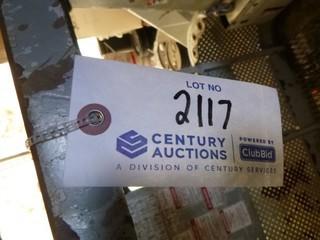 LOT NO
2117
CENTURY AUCTIONS
POWERED BY ClubBid
A DIVISION OF CENTURY SERVICES